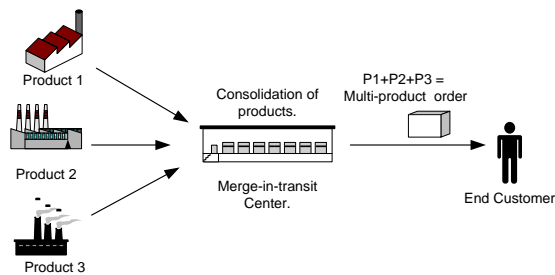 Product 1
Product 2
Product 3
Consolidation of
products.
Merge-in-transit
Center.
P1+P2+P3 =
Multi-product order
End Customer